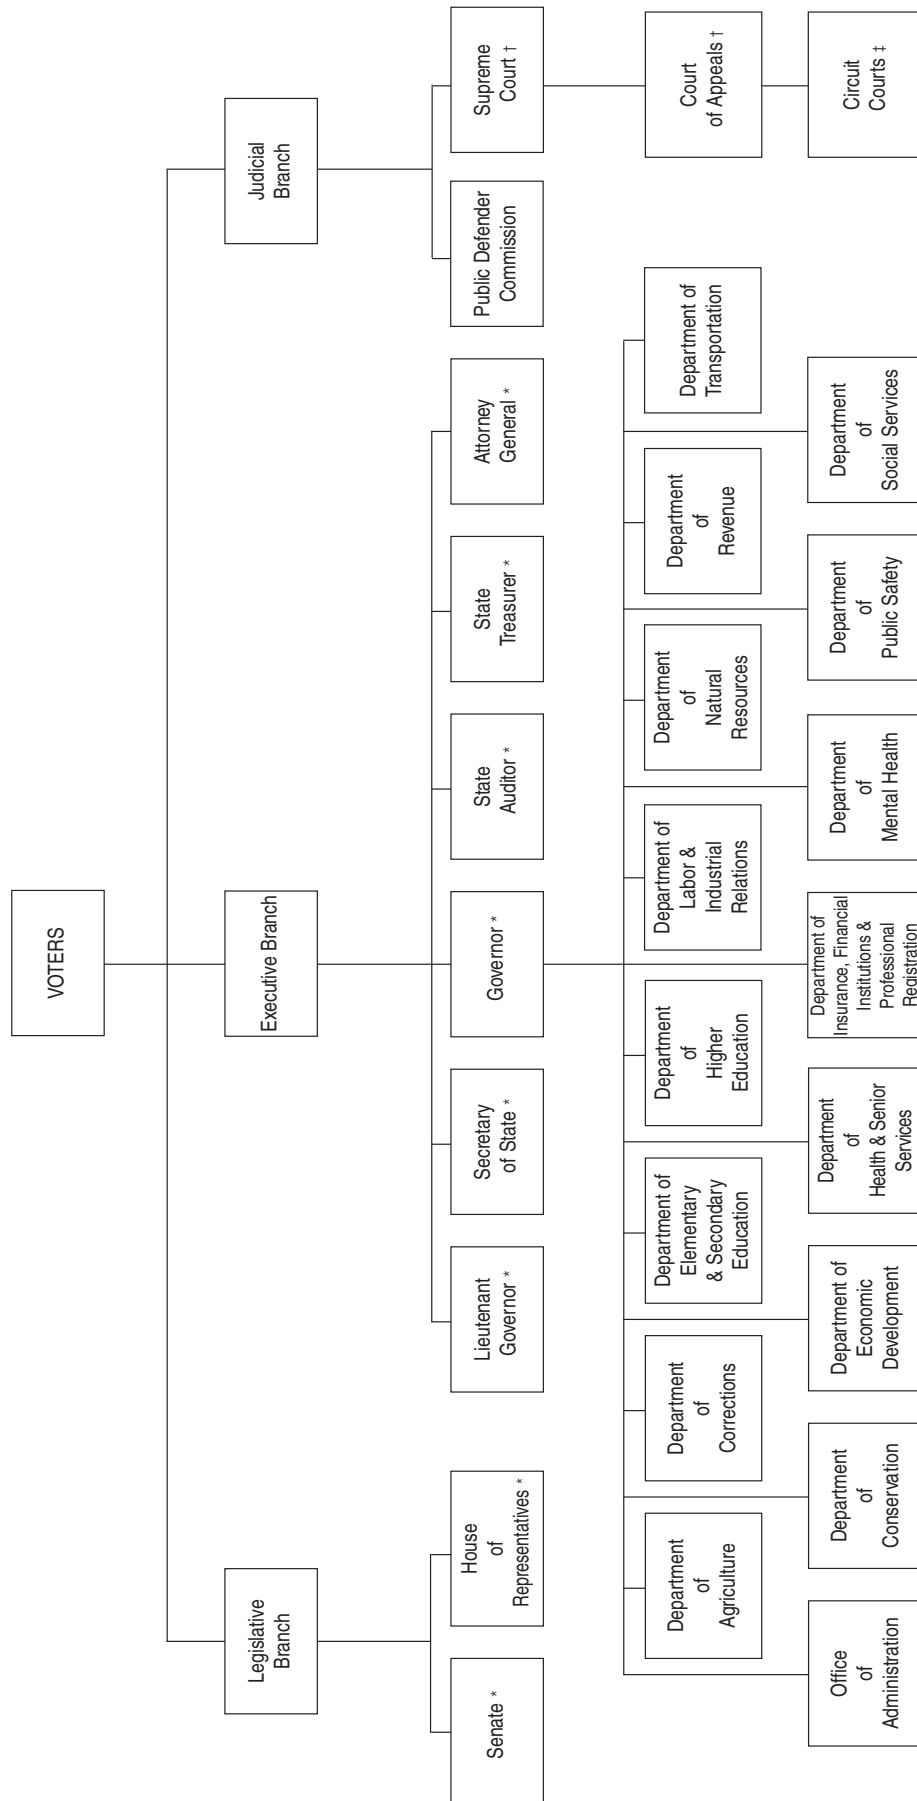 VOTERS
Legislative
Branch
Executive Branch
Judicial
Branch
Senate *
House
of
Representatives *
Lieutenant
Governor *
Secretary
of State *
Governor *
State
Auditor *
State
Treasurer *
Attorney
General *
Public Defender
Commission
Supreme
Court †
Department
of
Agriculture
Department
of
Corrections
Department of
Elementary
& Secondary
Education
Department
of
Higher
Education
Department of
Labor &
Industrial
Relations
Department
of
Natural
Resources
Department
of
Revenue
Department of
Transportation
Court
of Appeals †
Office
of
Administration
Department
of
Conservation
Department of
Economic
Development
Department
of
Health & Senior
Services
Department of
Insurance, Financial
Institutions &
Professional
Registration
Department
of
Mental Health
Department
of
Public Safety
Department
of
Social Services
Circuit
Courts ‡